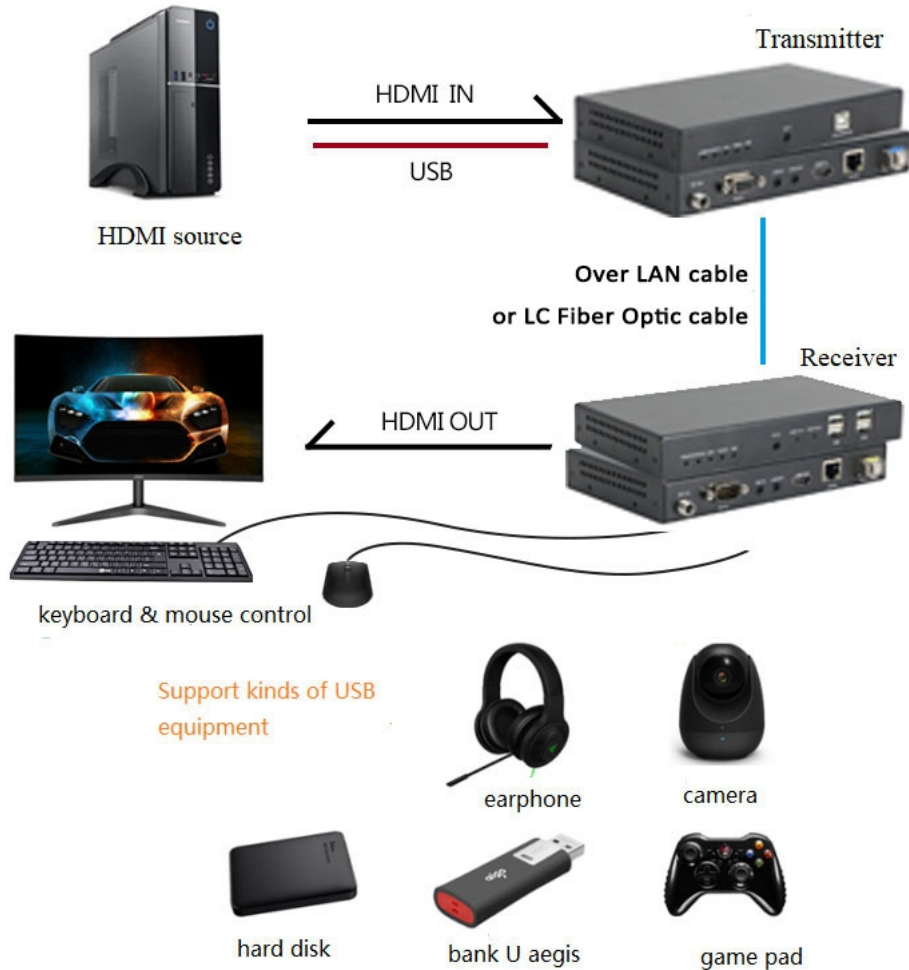 Transmitter
HDMI IN
USB
HDMI source
Over LAN cable
or LC Fiber Optic cable
Receiver
HDMI OUT
keyboard & mouse control
Support kinds of USB
equipment
earphone
camera
aigo
hard disk
bank U aegis
game pad